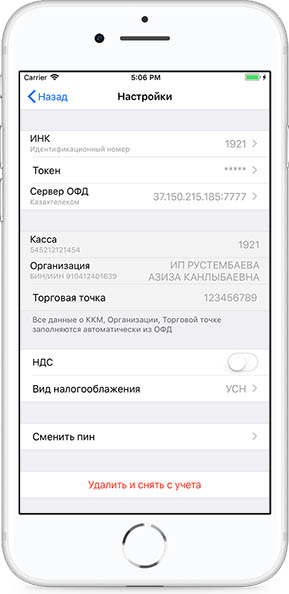 Carrier 5:06 PM
Назад Настройки
ИНК 1921
Идентификационный номер
Токен *****
Сервер ОФД 37.150.215.185:7777
Казахтелеком
Касса 1921
545212121454
Организация ИП РУСТЕМБАЕВА
БИН/ИИН 910412401639 АЗИЗА КАНЛЫБАЕВНА
Торговая точка 123456789
Все данные о ККМ, Организации, Торговой точке
заполняются автоматически из ОФД
НДС
Вид налогоблажения УСН
Сменить пин
Удалить и снять с учета